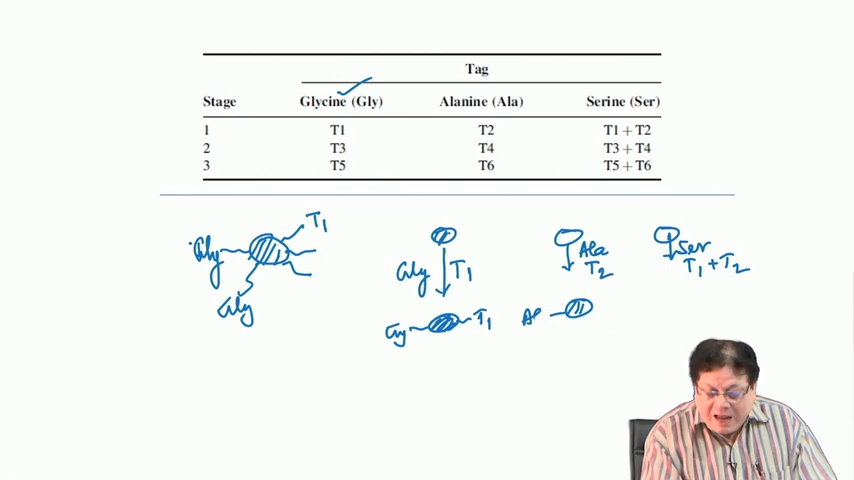 Tag
Stage Glycine (Gly) Alanine (Ala) Serine (Ser)
1 T1 T2 T1 + T2
2 T3 T4 T3 + T4
3 T5 T6 T5 + T6
T1
Gly
Gly
Gly T1
Gly T1
Ala
T2
Ser
T1 + T2